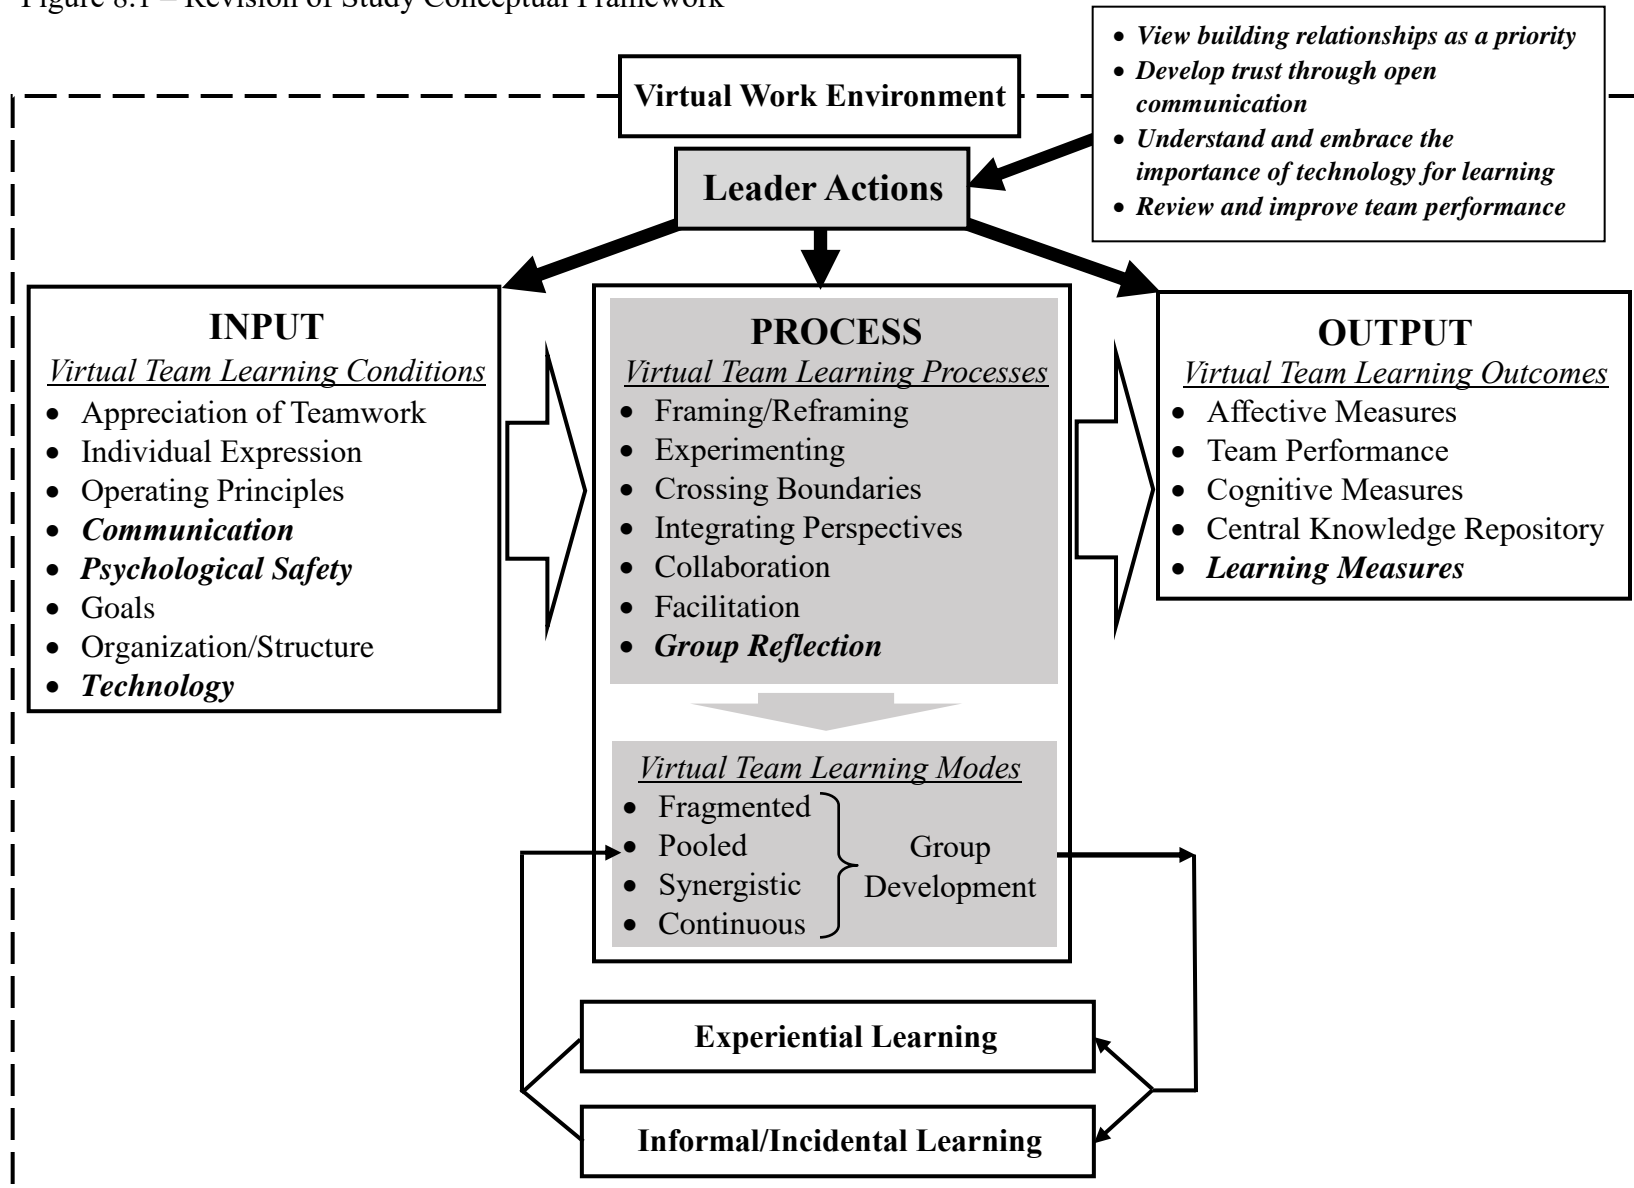 Figure 8.1 – Revision of Study Conceptual Framework
• View building relationships as a priority
• Develop trust through open
communication
• Understand and embrace the
importance of technology for learning
• Review and improve team performance
Virtual Work Environment
Leader Actions
INPUT
Virtual Team Learning Conditions
• Appreciation of Teamwork
• Individual Expression
• Operating Principles
• Communication
• Psychological Safety
• Goals
• Organization/Structure
• Technology
PROCESS
Virtual Team Learning Processes
• Framing/Reframing
• Experimenting
• Crossing Boundaries
• Integrating Perspectives
• Collaboration
• Facilitation
• Group Reflection
Virtual Team Learning Modes
• Fragmented
• Pooled
• Synergistic
• Continuous
Group
Development
OUTPUT
Virtual Team Learning Outcomes
• Affective Measures
• Team Performance
• Cognitive Measures
• Central Knowledge Repository
• Learning Measures
Experiential Learning
Informal/Incidental Learning